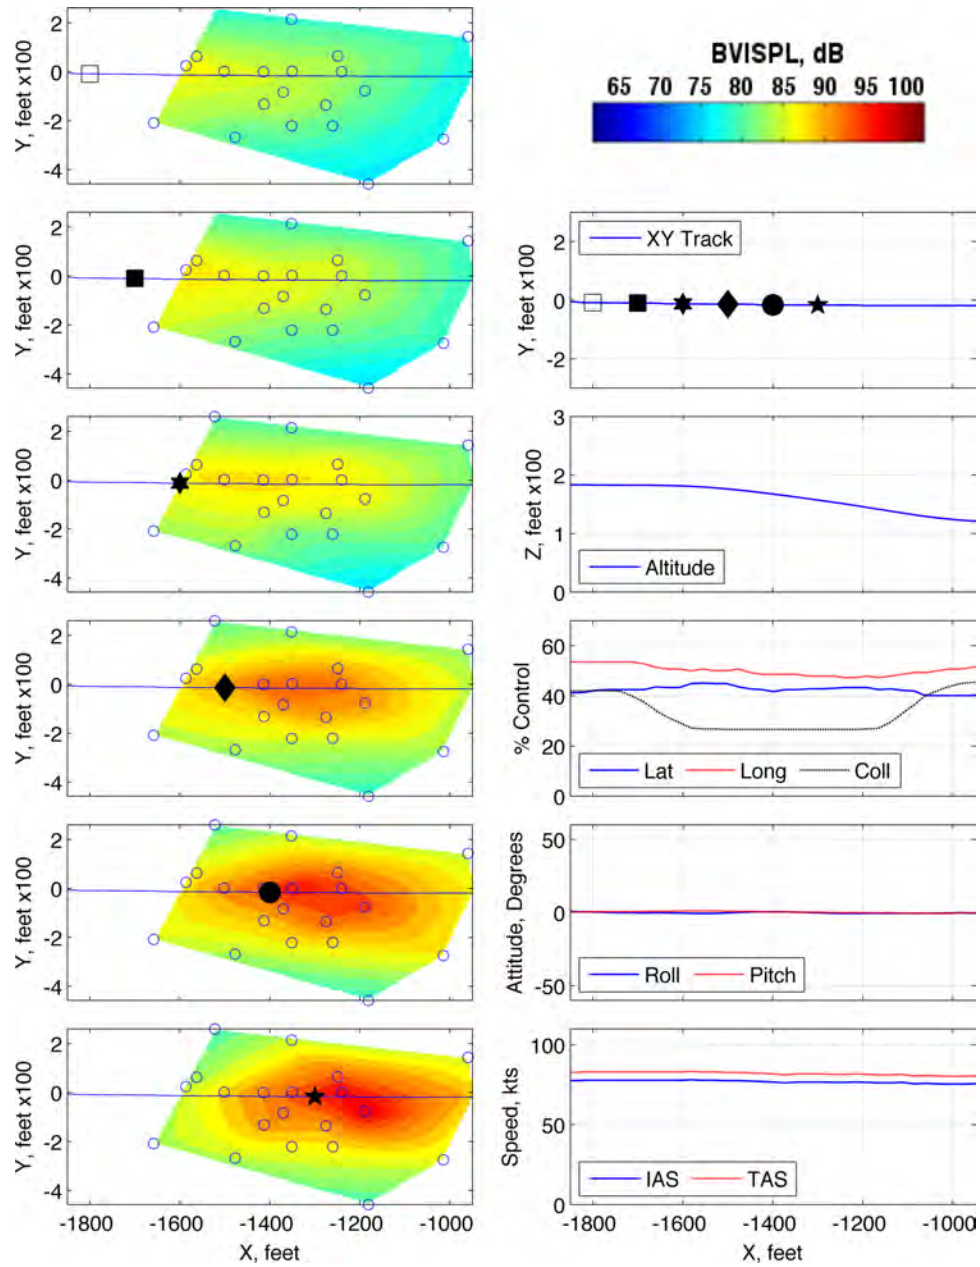 BVISPL, dB
65 70 75 80 85 90 95 100
2
0
-2
-4
Y, feet x100
2
0
-2
-4
Y, feet x100
XY Track
2
0
-2
Y, feet x100
2
0
-2
-4
Y, feet x100
3
2
1
0
Z, feet x100
Altitude
2
0
-2
-4
Y, feet x100
60
40
20
0
% Control
Lat Long Coll
2
0
-2
-4
Y, feet x100
50
0
-50
Attitude, Degrees
Roll Pitch
2
0
-2
-4
Y, feet x100
-1800 -1600 -1400 -1200 -1000
X, feet
100
50
0
Speed, kts
IAS TAS
-1800 -1600 -1400 -1200 -1000
X, feet